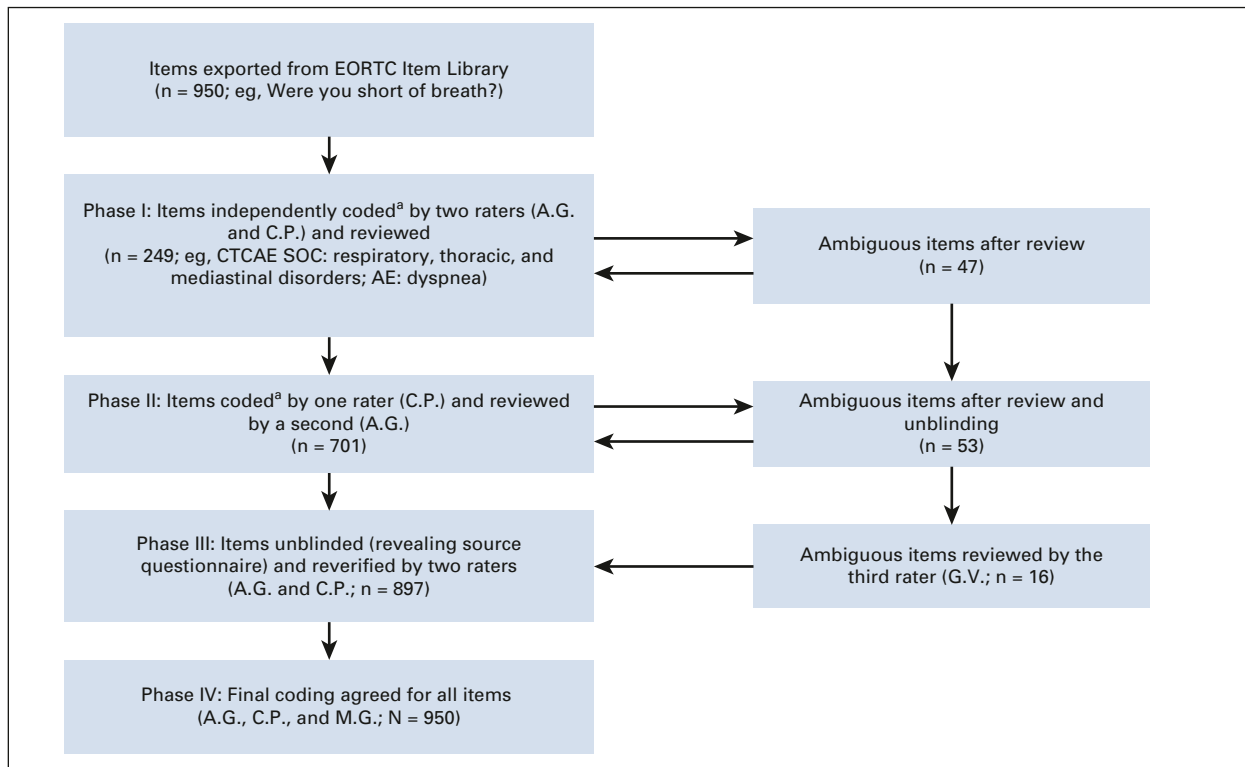 Items exported from EORTC Item Library
(n = 950; eg, Were you short of breath?)
Phase I: Items independently codedª by two raters (A.G.
and C.P.) and reviewed
(n = 249; eg, CTCAE SOC: respiratory, thoracic, and
mediastinal disorders; AE: dyspnea)
Ambiguous items after review
(n = 47)
Phase II: Items codedª by one rater (C.P.) and reviewed
by a second (A.G.)
(n = 701)
Ambiguous items after review and
unblinding
(n = 53)
Phase III: Items unblinded (revealing source
questionnaire) and reverified by two raters
(A.G. and C.P.; n = 897)
Ambiguous items reviewed by the
third rater (G.V.; n = 16)
Phase IV: Final coding agreed for all items
(A.G., C.P., and M.G.; N = 950)